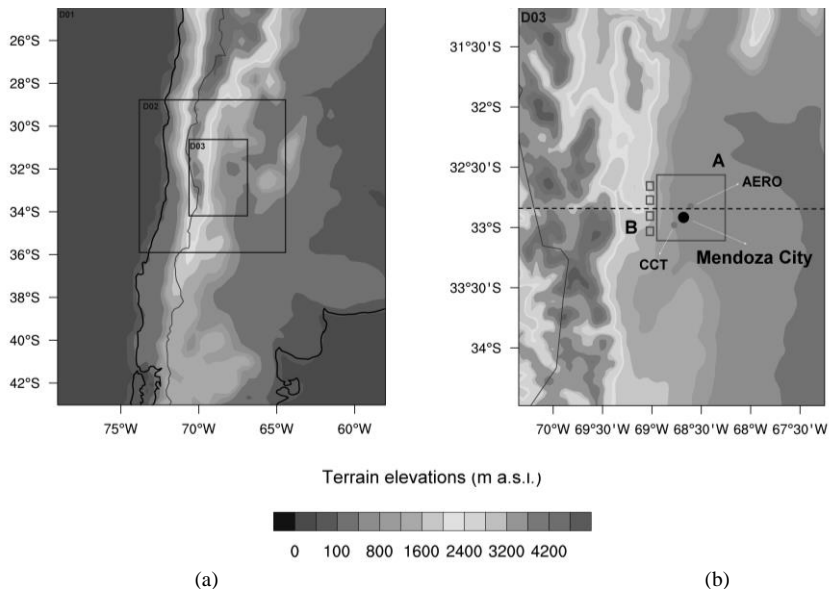 D01
24°S
26°S
28°S
30°S
32°S
34°S
36°S
38°S
40°S
42°S
D02
D03
75°W 70°W 65°W 60°W
D03
31°30'S
32°S
32°30'S
33°S
33°30'S
34°S
A
AERO
B
CCT
Mendoza City
70°W 69°30'W 69°W 68°30'W 68°W 67°30'W
Terrain elevations (m a.s.l.)
0 100 800 1600 2400 3200 4200
(a) (b)